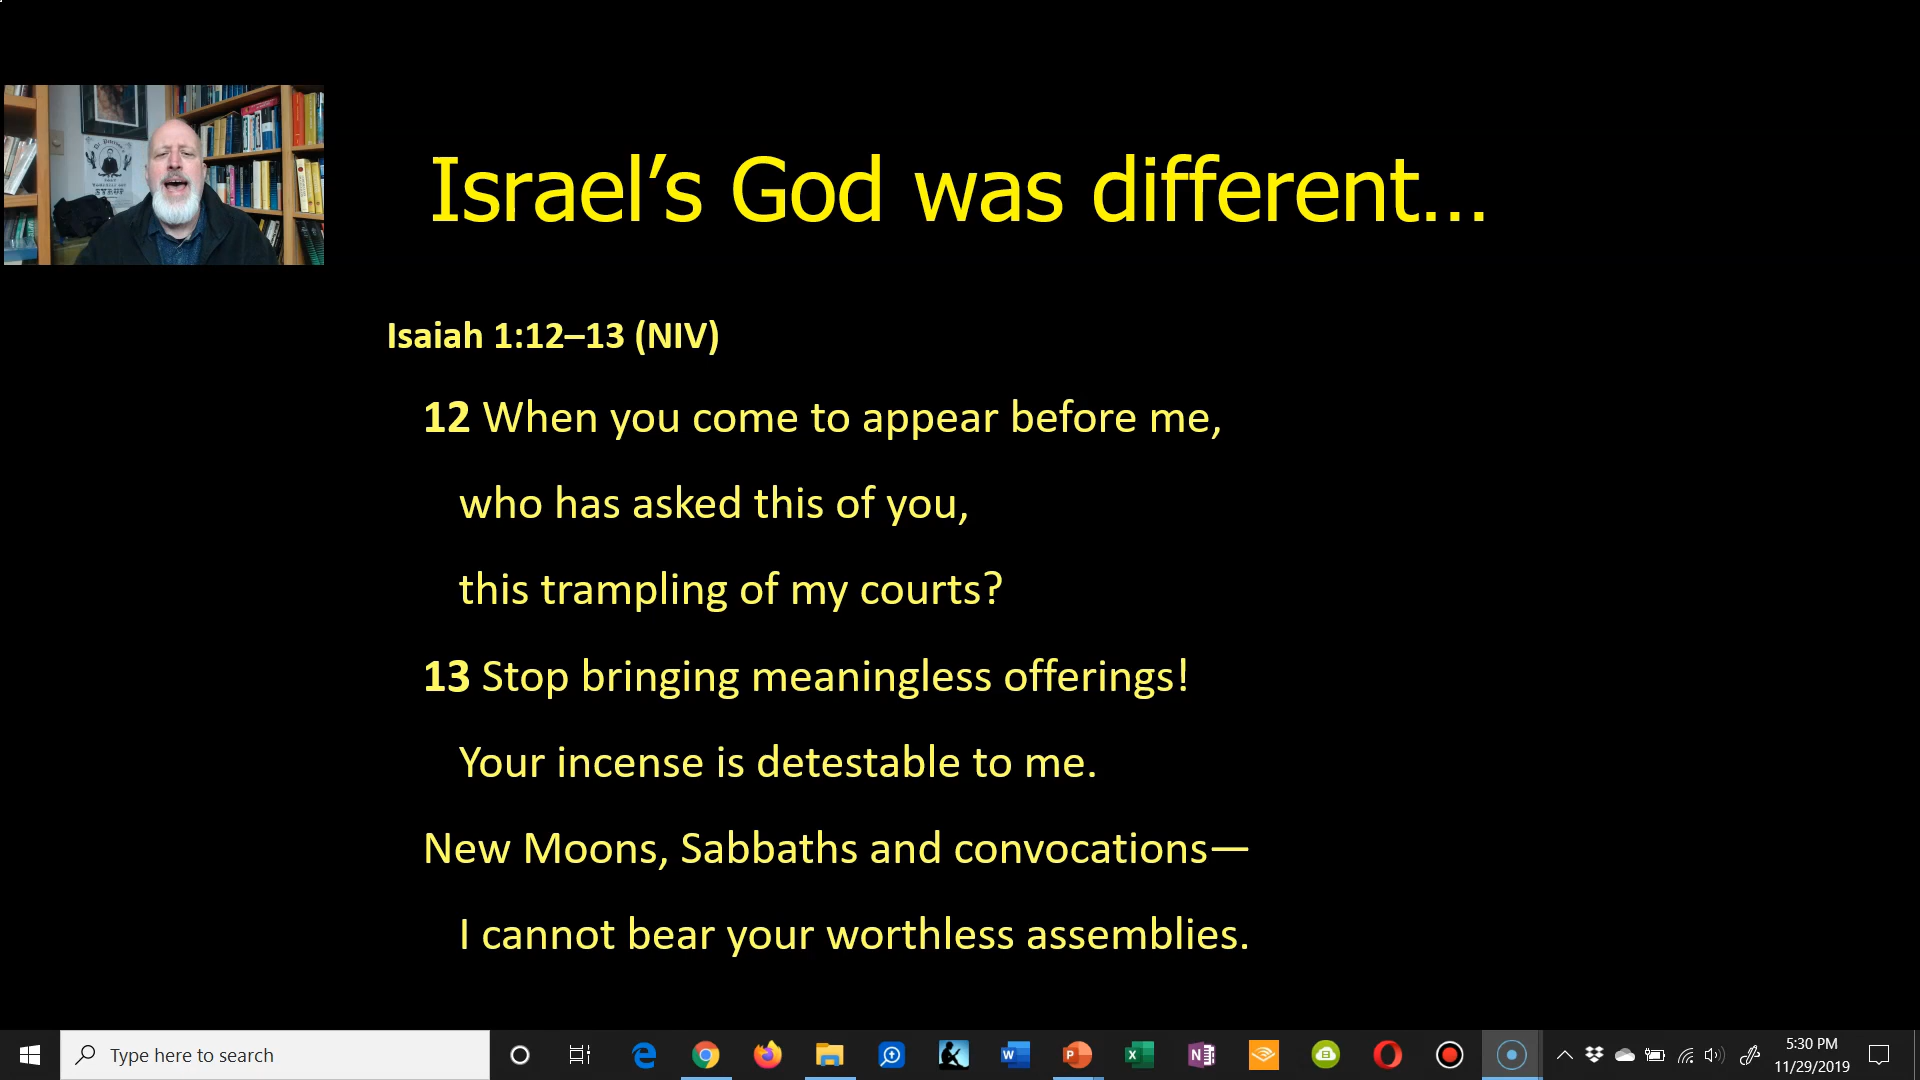 Israel’s God was different...
Isaiah 1:12–13 (NIV)
12 When you come to appear before me,
who has asked this of you,
this trampling of my courts?
13 Stop bringing meaningless offerings!
Your incense is detestable to me.
New Moons, Sabbaths and convocations—
I cannot bear your worthless assemblies.
Type here to search
5:30 PM
11/29/2019